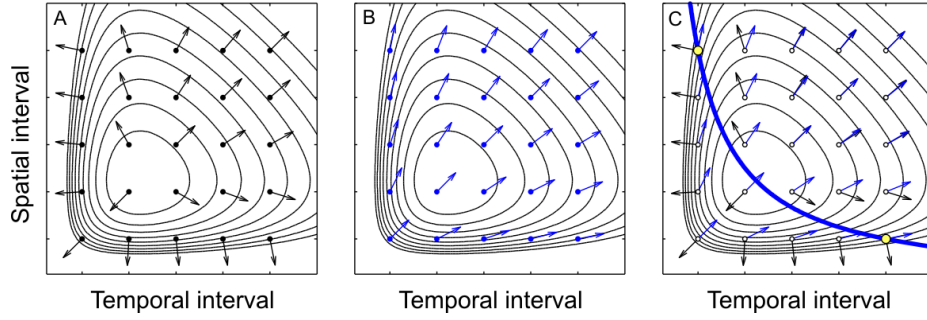 A
B
C
Spatial interval
Temporal interval
Temporal interval
Temporal interval